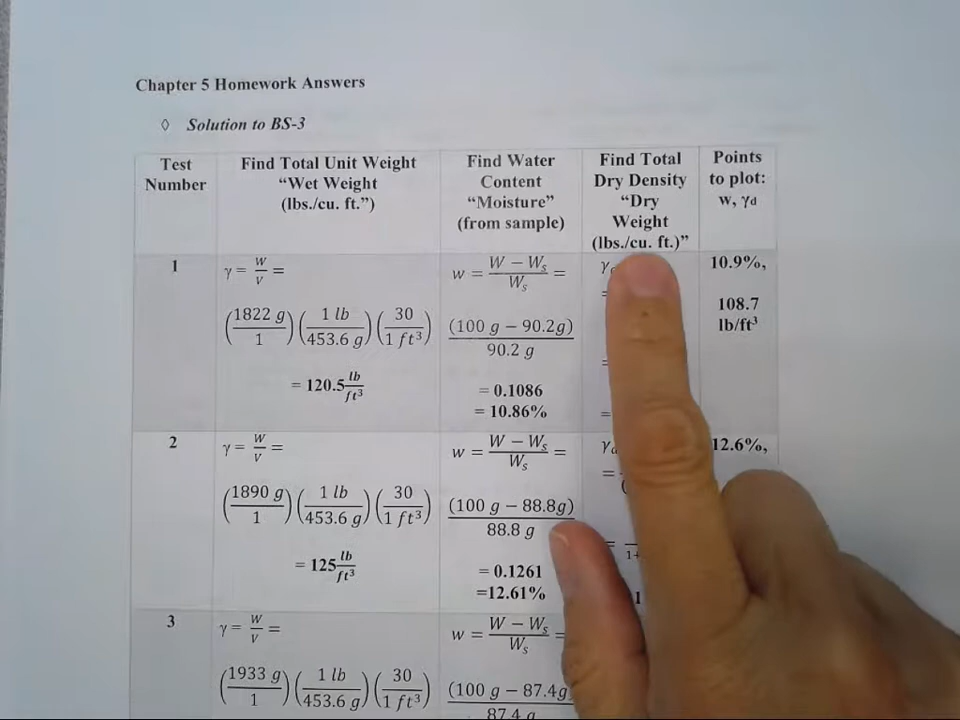 Chapter 5 Homework Answers
◊ Solution to BS-3
Test Number
Find Total Unit Weight
“Wet Weight
(lbs./cu. ft.”)
Find Water
Content
“Moisture”
(from sample)
Find Total
Dry Density
“Dry
Weight
(lbs./cu. ft.)”
Points
to plot:
w, γd
1
γ = W/V =
(1822 g/1)(1 lb/453.6 g)(30/1 ft³)
= 120.5 lb/ft³
w = W − Ws/Ws =
(100 g − 90.2g)/90.2 g
= 0.1086
= 10.86%
=
=
=
10.9%,
108.7
lb/ft³
2
γ = W/V =
(1890 g/1)(1 lb/453.6 g)(30/1 ft³)
= 125 lb/ft³
w = W − Ws/Ws =
(100 g − 88.8g)/88.8 g
= 0.1261
=12.61%
γd
=
=
12.6%,
3
γ = W/V =
(1933 g/1)(1 lb/453.6 g)(30/1 ft³)
w = W − Ws/Ws =
(100 g − 87.4g/87.4 g